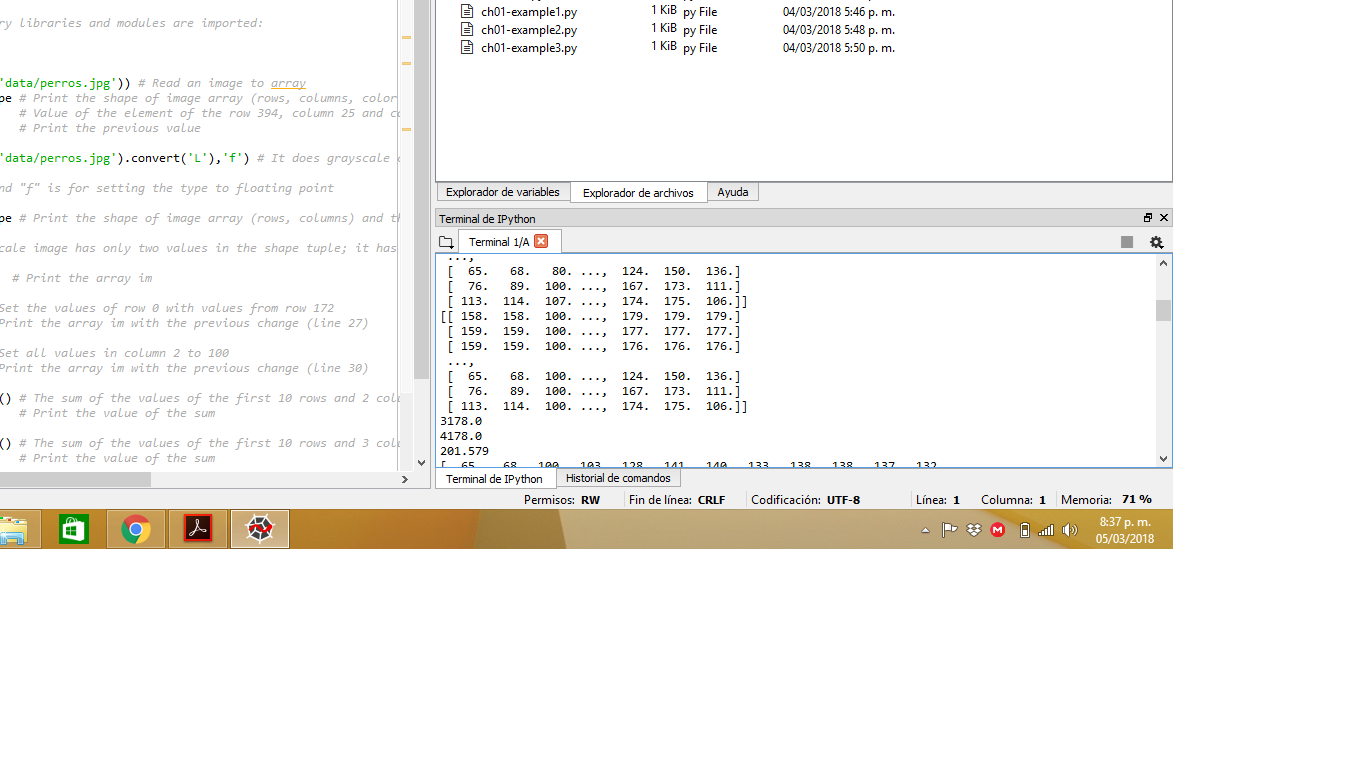 ry libraries and modules are imported:
'data/perros.jpg')) # Read an image to array
pe # Print the shape of image array (rows, columns, color
# Value of the element of the row 394, column 25 and co
# Print the previous value
'data/perros.jpg').convert('L'),'f') # It does grayscale
nd "f" is for setting the type to floating point
pe # Print the shape of image array (rows, columns) and th
cale image has only two values in the shape tuple; it has
# Print the array im
Set the values of row 0 with values from row 172
Print the array im with the previous change (line 27)
Set all values in column 2 to 100
Print the array im with the previous change (line 30)
() # The sum of the values of the first 10 rows and 2 colu
# Print the value of the sum
() # The sum of the values of the first 10 rows and 3 colu
# Print the value of the sum
ch01-example1.py 1 KiB py File 04/03/2018 5:46 p. m.
ch01-example2.py 1 KiB py File 04/03/2018 5:48 p. m.
ch01-example3.py 1 KiB py File 04/03/2018 5:50 p. m.
Explorador de variables Explorador de archivos Ayuda
Terminal de IPython
Terminal 1/A
...,
[ 65. 68. 80. ..., 124. 150. 136.]
[ 76. 89. 100. ..., 167. 173. 111.]
[ 113. 114. 107. ..., 174. 175. 106.]]
[[ 158. 158. 100. ..., 179. 179. 179.]
[ 159. 159. 100. ..., 177. 177. 177.]
[ 159. 159. 100. ..., 176. 176. 176.]
...,
[ 65. 68. 100. ..., 124. 150. 136.]
[ 76. 89. 100. ..., 167. 173. 111.]
[ 113. 114. 100. ..., 174. 175. 106.]]
3178.0
4178.0
201.579
[ 65. 68. 100. 103. 128. 141. 140. 133. 138. 138. 137. 132.
Terminal de IPython Historial de comandos
Permisos: RW Fin de línea: CRLF Codificación: UTF-8 Línea: 1 Columna: 1 Memoria: 71 %
8:37 p. m.
05/03/2018